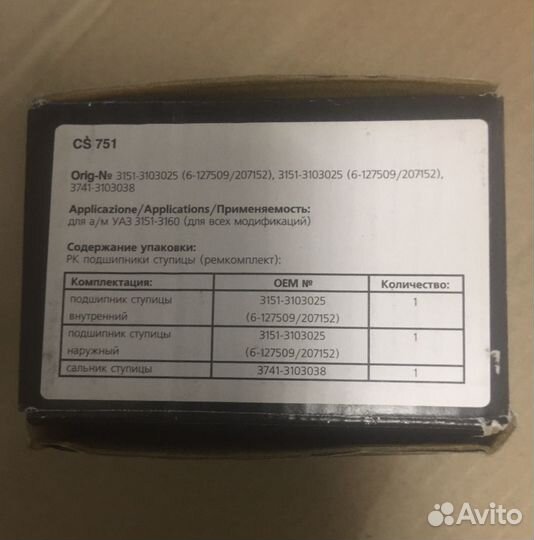 CS 751
Orig-№ 3151-3103025 (6-127509/207152), 3151-3103025 (6-127509/207152),
3741-3103038
Applicazione/Applications/Применяемость:
для а/м УАЗ 3151-3160 (для всех модификаций)
Содержание упаковки:
РК подшипники ступицы (ремкомплект):
Комплектация: OEM № Количество:
подшипник ступицы 3151-3103025 1
внутренний (6-127509/207152)
подшипник ступицы 3151-3103025 1
наружный (6-127509/207152)
сальник ступицы 3741-3103038 1
Avito